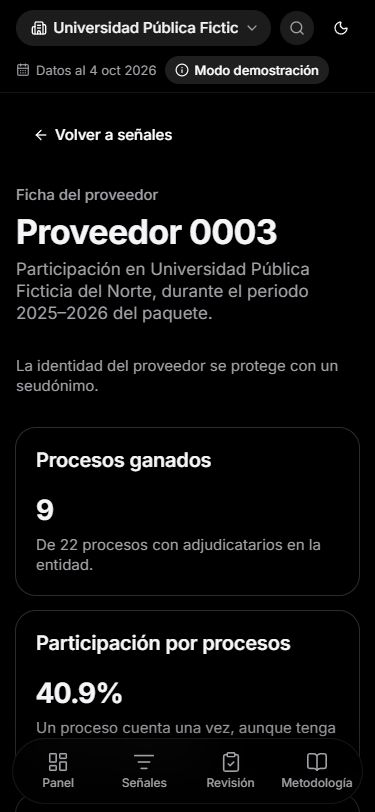 Universidad Pública Fictic
Datos al 4 oct 2026
Modo demostración
Volver a señales
Ficha del proveedor
Proveedor 0003
Participación en Universidad Pública
Ficticia del Norte, durante el periodo
2025–2026 del paquete.
La identidad del proveedor se protege con un
seudónimo.
Procesos ganados
9
De 22 procesos con adjudicatarios en la
entidad.
Participación por procesos
40.9%
Un proceso cuenta una vez, aunque tenga
Panel
Señales
Revisión
Metodología